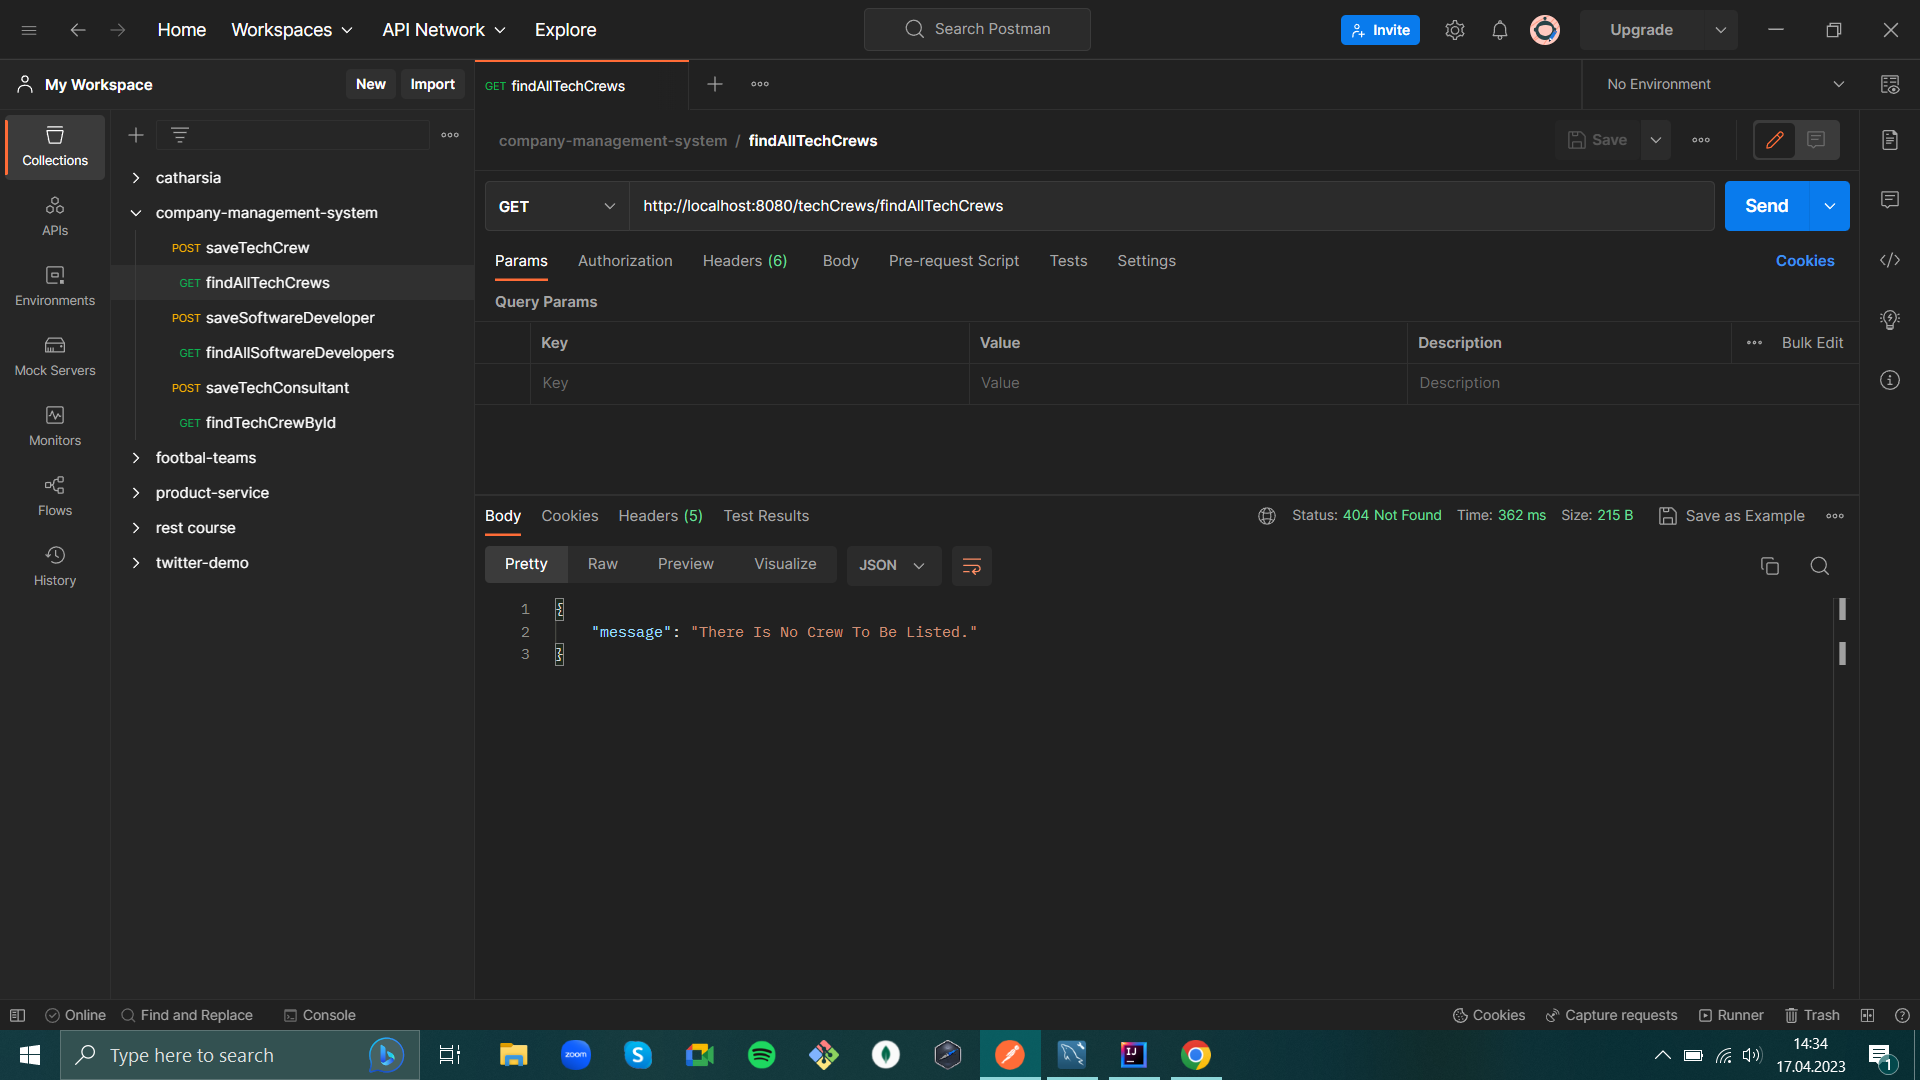 Home Workspaces API Network Explore Search Postman Invite Upgrade
My Workspace New Import GET findAllTechCrews No Environment
company-management-system / findAllTechCrews Save
GET http://localhost:8080/techCrews/findAllTechCrews Send
Params Authorization Headers (6) Body Pre-request Script Tests Settings Cookies
Query Params
Key Value Description Bulk Edit
Key Value Description
Collections
APIs
Environments
Mock Servers
Monitors
Flows
History
catharsia
company-management-system
POST saveTechCrew
GET findAllTechCrews
POST saveSoftwareDeveloper
GET findAllSoftwareDevelopers
POST saveTechConsultant
GET findTechCrewById
footbal-teams
product-service
rest course
twitter-demo
Body Cookies Headers (5) Test Results Status: 404 Not Found Time: 362 ms Size: 215 B Save as Example
Pretty Raw Preview Visualize JSON
1 {
2 "message": "There Is No Crew To Be Listed."
3 }
Online Find and Replace Console Cookies Capture requests Runner Trash
Type here to search zoom IJ 14:34
17.04.2023 1